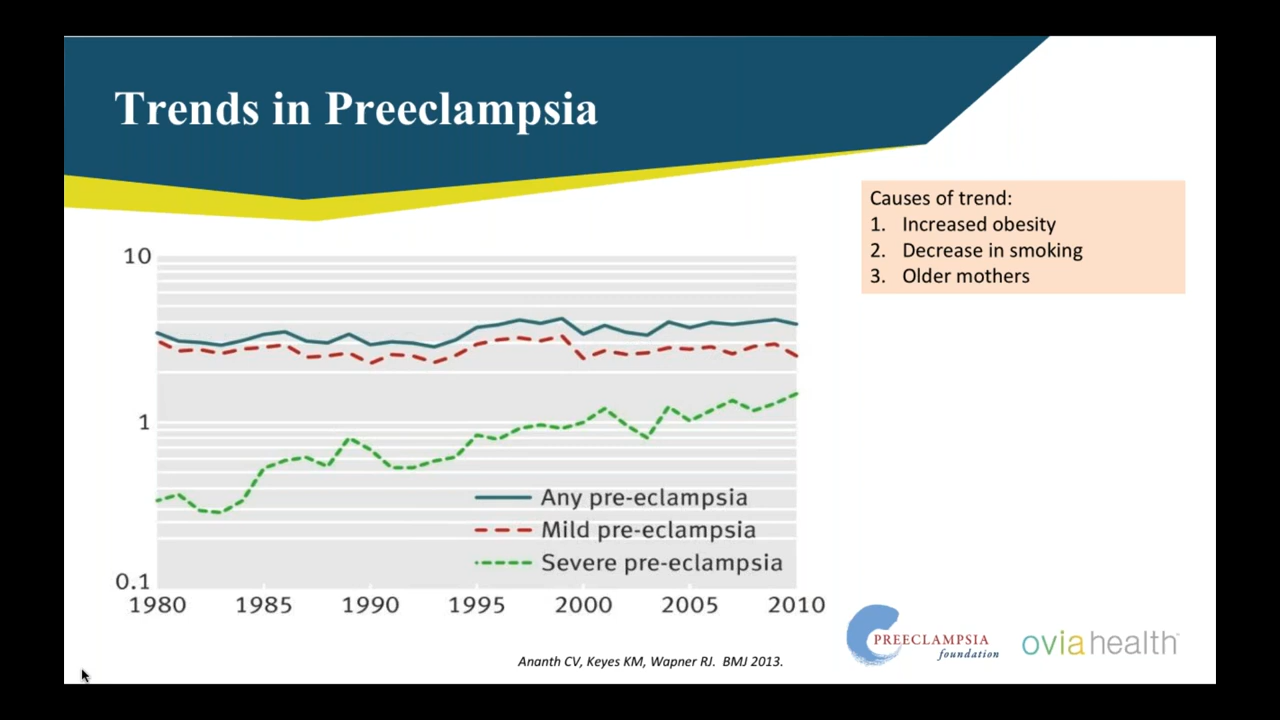 Trends in Preeclampsia
Causes of trend:
1. Increased obesity
2. Decrease in smoking
3. Older mothers
10
1
0.1
Any pre-eclampsia
Mild pre-eclampsia
Severe pre-eclampsia
1980 1985 1990 1995 2000 2005 2010
Ananth CV, Keyes KM, Wapner RJ. BMJ 2013.
PREECLAMPSIA
foundation
ovia health